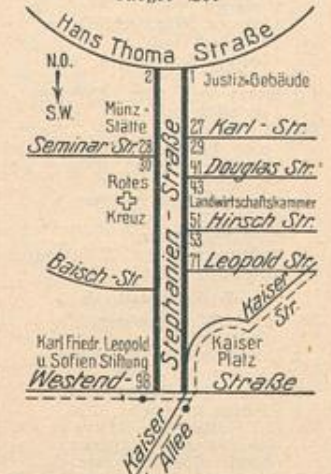 Hans Thoma Straße
N.O.
S.W.
2
1 Justiz-Gebäude
Münz-
Stätte
27 Karl-Str.
Seminar Str. 28
29
30
41 Douglas Str.
Rotes
Kreuz
43
Landwirtschaftskammer
51 Hirsch Str.
53
71 Leopold Str.
Stephanien-Straße
Baisch-Str
Kaiser
Str.
Karl Friedr. Leopold
u. Sofien Stiftung
Kaiser
Platz
Westend- 98
Straße
Kaiser
Allee